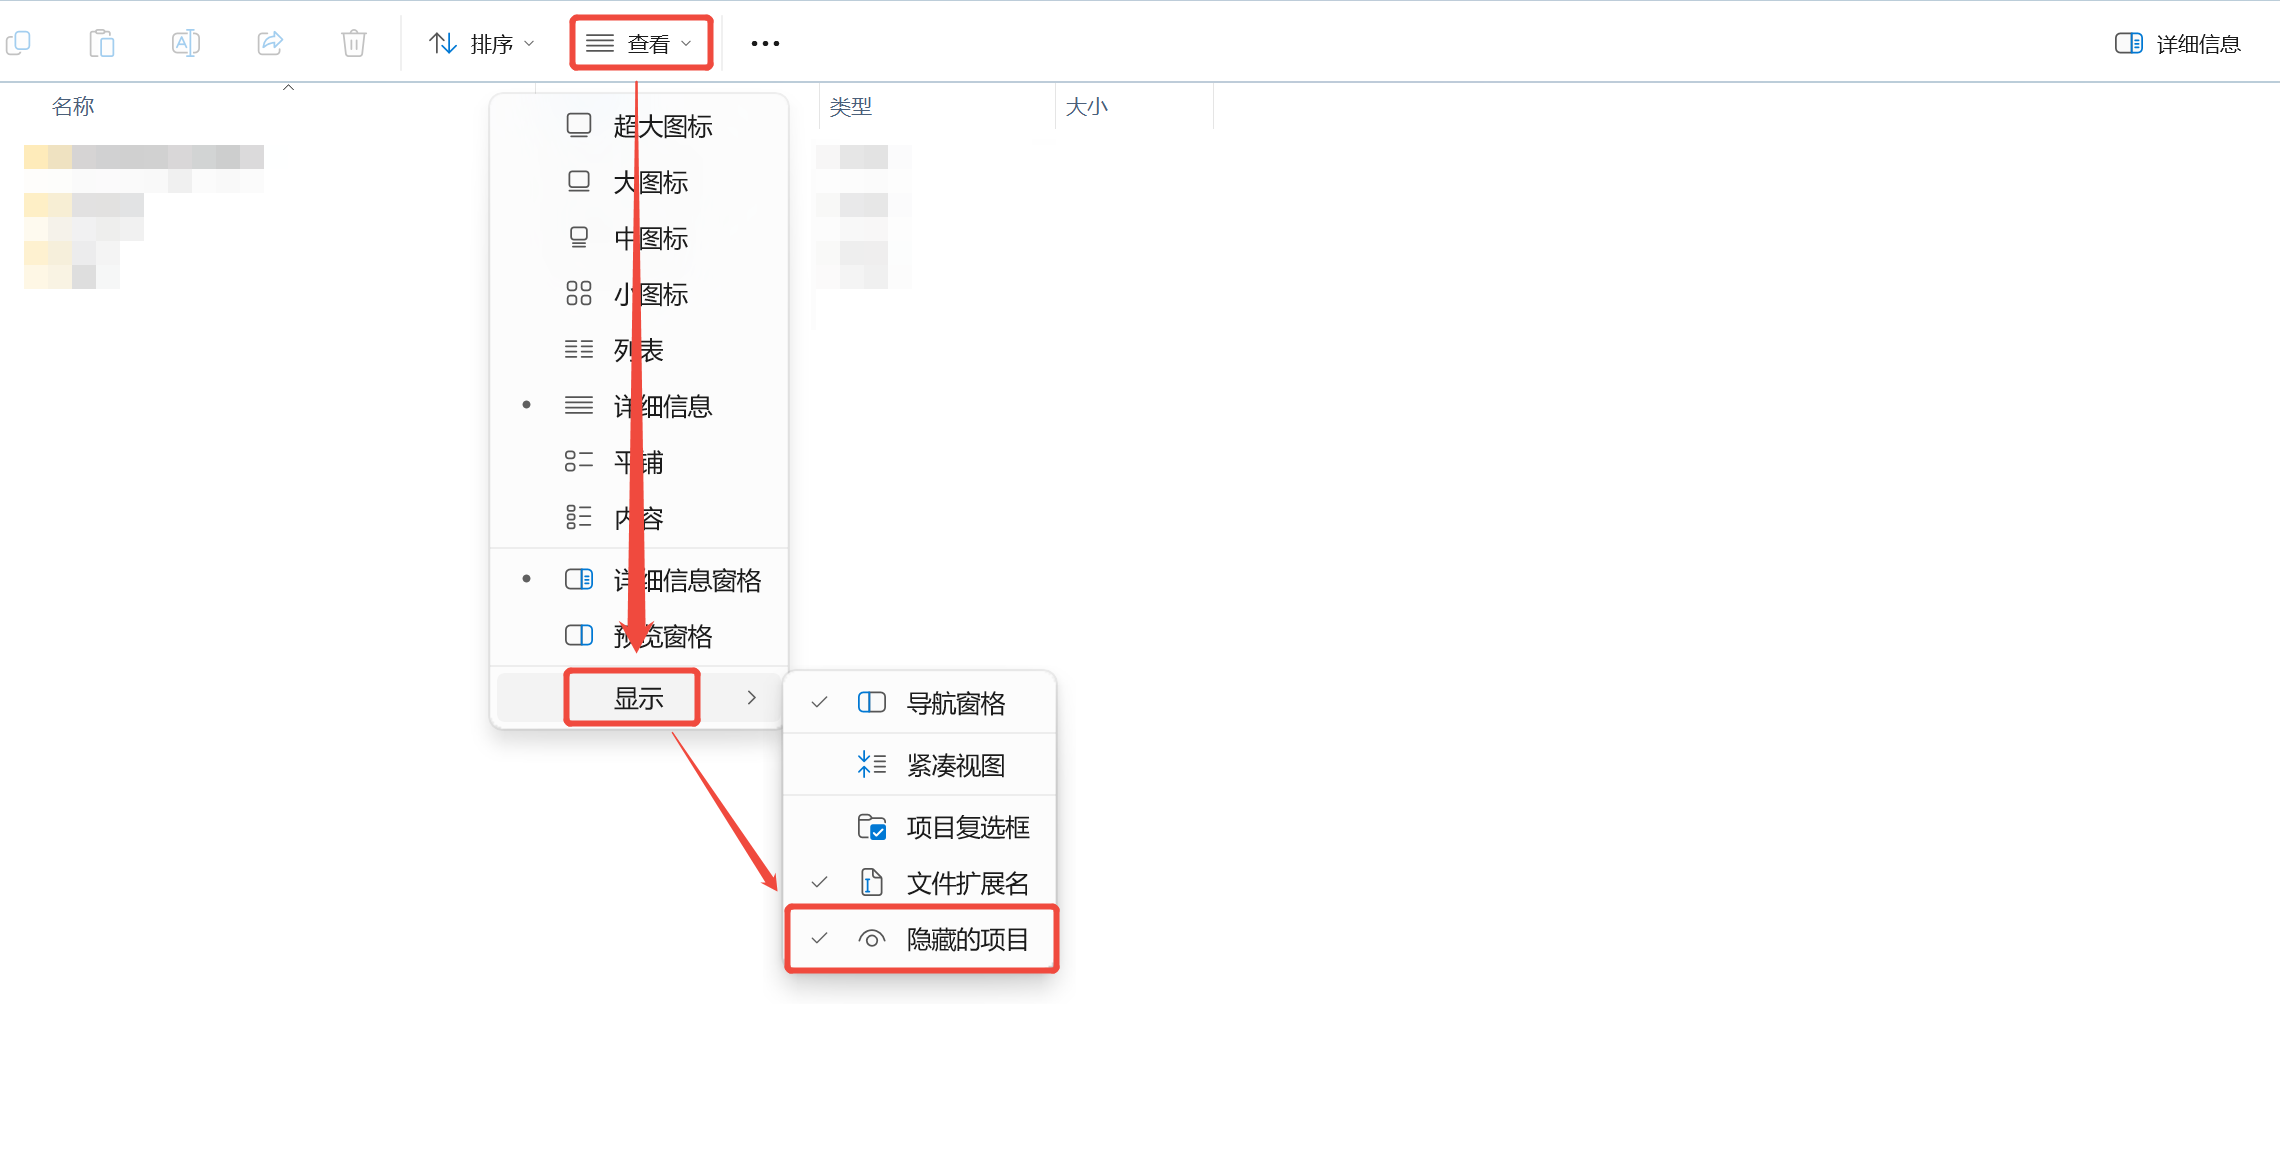 排序
查看
详细信息
名称
类型
大小
超大图标
大图标
中图标
小图标
列表
详细信息
平铺
内容
详细信息窗格
预览窗格
显示
导航窗格
紧凑视图
项目复选框
文件扩展名
隐藏的项目